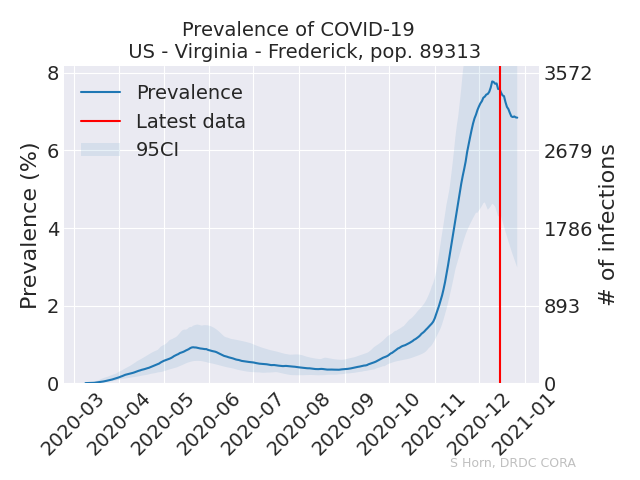 Prevalence of COVID-19
US - Virginia - Frederick, pop. 89313
Prevalence
Latest data
95CI
Prevalence (%)
8
6
4
2
0
3572
2679
1786
893
0
# of infections
2020-03
2020-04
2020-05
2020-06
2020-07
2020-08
2020-09
2020-10
2020-11
2020-12
2021-01
S Horn, DRDC CORA